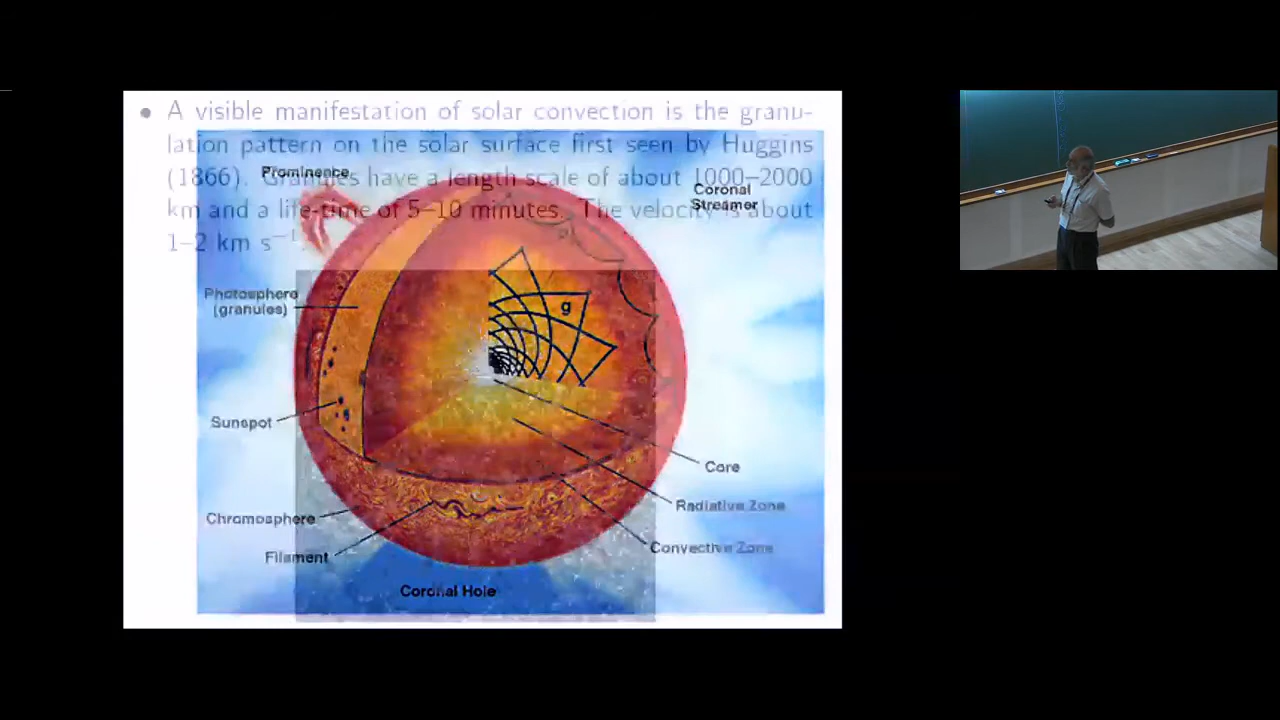 • A visible manifestation of solar convection is the granu-
lation pattern on the solar surface first seen by Huggins
(1866). Granules have a length scale of about 1000–2000
km and a life-time of 5–10 minutes. The velocity is about
1–2 km s⁻¹.
Prominence
Coronal
Streamer
p
Photosphere
(granules)
g
Sunspot
Core
Radiative Zone
Chromosphere
Convective Zone
Filament
Coronal Hole